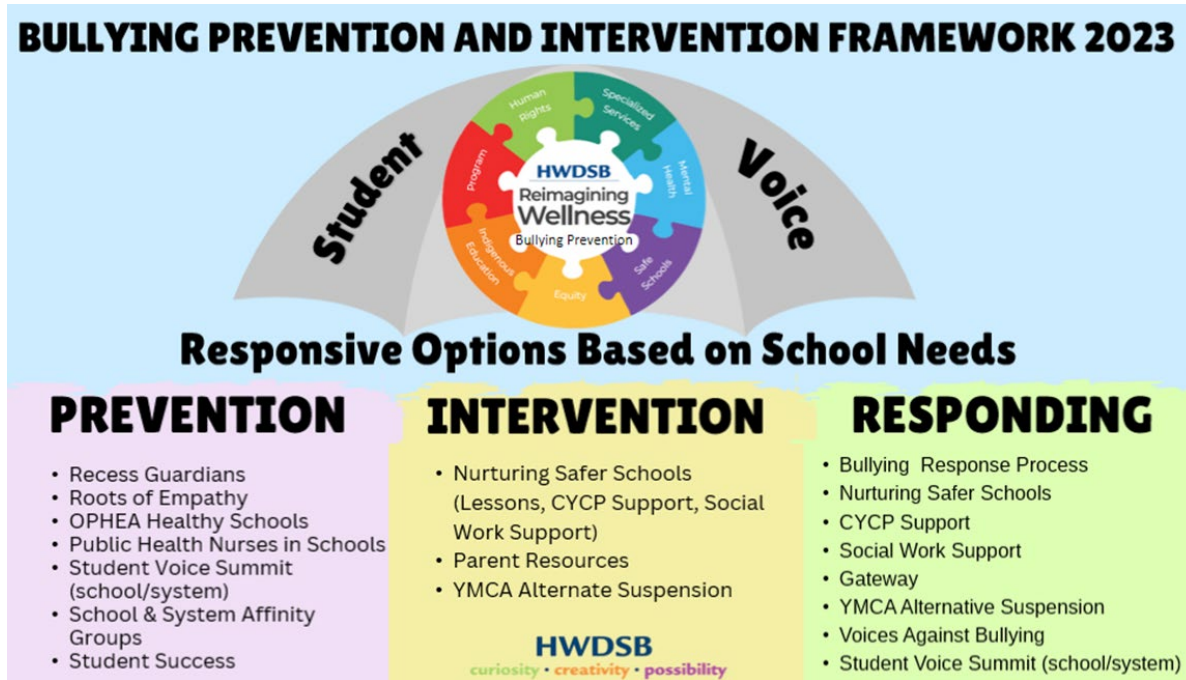 BULLYING PREVENTION AND INTERVENTION FRAMEWORK 2023
Student
Voice
Human
Rights
Specialized
Services
Mental
Health
Safe
Schools
Equity
Indigenous
Education
Program
HWDSB
Reimagining
Wellness
Bullying Prevention
Responsive Options Based on School Needs
PREVENTION
• Recess Guardians
• Roots of Empathy
• OPHEA Healthy Schools
• Public Health Nurses in Schools
• Student Voice Summit
(school/system)
• School & System Affinity
Groups
• Student Success
INTERVENTION
• Nurturing Safer Schools
(Lessons, CYCP Support, Social
Work Support)
• Parent Resources
• YMCA Alternate Suspension
HWDSB
curiosity • creativity • possibility
RESPONDING
• Bullying Response Process
• Nurturing Safer Schools
• CYCP Support
• Social Work Support
• Gateway
• YMCA Alternative Suspension
• Voices Against Bullying
• Student Voice Summit (school/system)